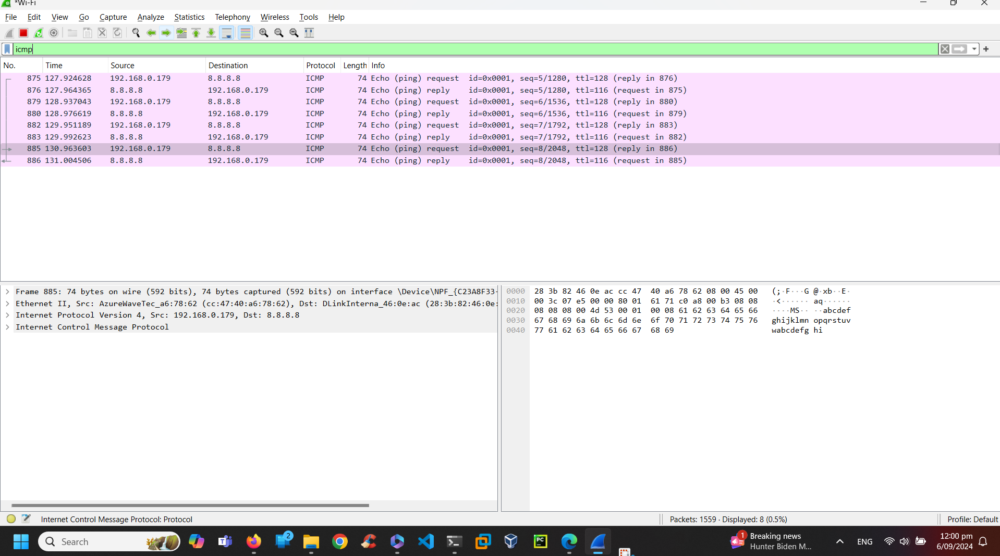 *Wi-Fi
File Edit View Go Capture Analyze Statistics Telephony Wireless Tools Help
icmp
No. Time Source Destination Protocol Length Info
875 127.924628 192.168.0.179 8.8.8.8 ICMP 74 Echo (ping) request id=0x0001, seq=5/1280, ttl=128 (reply in 876)
876 127.964365 8.8.8.8 192.168.0.179 ICMP 74 Echo (ping) reply id=0x0001, seq=5/1280, ttl=116 (request in 875)
879 128.937043 192.168.0.179 8.8.8.8 ICMP 74 Echo (ping) request id=0x0001, seq=6/1536, ttl=128 (reply in 880)
880 128.976619 8.8.8.8 192.168.0.179 ICMP 74 Echo (ping) reply id=0x0001, seq=6/1536, ttl=116 (request in 879)
882 129.951189 192.168.0.179 8.8.8.8 ICMP 74 Echo (ping) request id=0x0001, seq=7/1792, ttl=128 (reply in 883)
883 129.992623 8.8.8.8 192.168.0.179 ICMP 74 Echo (ping) reply id=0x0001, seq=7/1792, ttl=116 (request in 882)
885 130.963603 192.168.0.179 8.8.8.8 ICMP 74 Echo (ping) request id=0x0001, seq=8/2048, ttl=128 (reply in 886)
886 131.004506 8.8.8.8 192.168.0.179 ICMP 74 Echo (ping) reply id=0x0001, seq=8/2048, ttl=116 (request in 885)
Frame 885: 74 bytes on wire (592 bits), 74 bytes captured (592 bits) on interface \Device\NPF_{C23A8F33-
Ethernet II, Src: AzureWaveTec_a6:78:62 (cc:47:40:a6:78:62), Dst: DLinkInterna_46:0e:ac (28:3b:82:46:0e:
Internet Protocol Version 4, Src: 192.168.0.179, Dst: 8.8.8.8
Internet Control Message Protocol
0000 28 3b 82 46 0e ac cc 47 40 a6 78 62 08 00 45 00 (;·F···G @·xb··E·
0010 00 3c 07 e5 00 00 80 01 61 71 c0 a8 00 b3 08 08 ·<······ aq······
0020 08 08 08 00 4d 53 00 01 00 08 61 62 63 64 65 66 ····MS·· ··abcdef
0030 67 68 69 6a 6b 6c 6d 6e 6f 70 71 72 73 74 75 76 ghijklmn opqrstuv
0040 77 61 62 63 64 65 66 67 68 69 wabcdefg hi
Internet Control Message Protocol: Protocol
Packets: 1559 · Displayed: 8 (0.5%)
Profile: Default
Search
2
PC
1
Breaking news
Hunter Biden M...
ENG
12:00 pm
6/09/2024